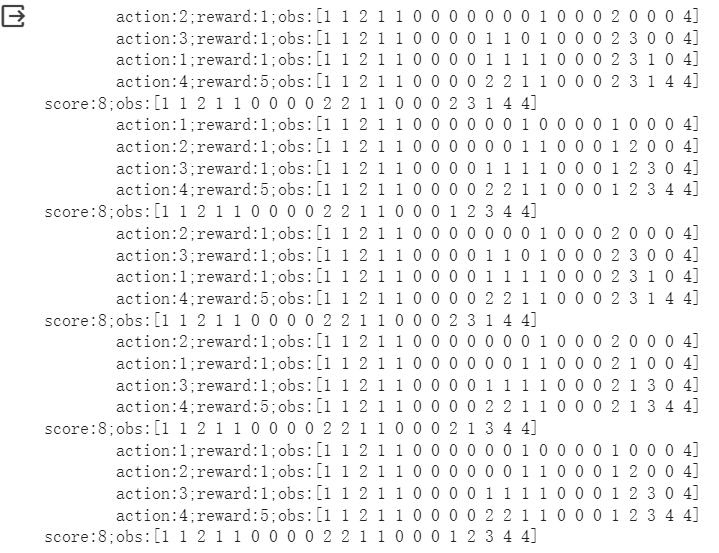 action:2;reward:1;obs:[1 1 2 1 1 0 0 0 0 0 0 0 1 0 0 0 2 0 0 0 4]
action:3;reward:1;obs:[1 1 2 1 1 0 0 0 0 1 1 0 1 0 0 0 2 3 0 0 4]
action:1;reward:1;obs:[1 1 2 1 1 0 0 0 0 1 1 1 1 0 0 0 2 3 1 0 4]
action:4;reward:5;obs:[1 1 2 1 1 0 0 0 0 2 2 1 1 0 0 0 2 3 1 4 4]
score:8;obs:[1 1 2 1 1 0 0 0 0 2 2 1 1 0 0 0 2 3 1 4 4]
action:1;reward:1;obs:[1 1 2 1 1 0 0 0 0 0 0 1 0 0 0 0 1 0 0 0 4]
action:2;reward:1;obs:[1 1 2 1 1 0 0 0 0 0 0 1 1 0 0 0 1 2 0 0 4]
action:3;reward:1;obs:[1 1 2 1 1 0 0 0 0 1 1 1 1 0 0 0 1 2 3 0 4]
action:4;reward:5;obs:[1 1 2 1 1 0 0 0 0 2 2 1 1 0 0 0 1 2 3 4 4]
score:8;obs:[1 1 2 1 1 0 0 0 0 2 2 1 1 0 0 0 1 2 3 4 4]
action:2;reward:1;obs:[1 1 2 1 1 0 0 0 0 0 0 0 1 0 0 0 2 0 0 0 4]
action:3;reward:1;obs:[1 1 2 1 1 0 0 0 0 1 1 0 1 0 0 0 2 3 0 0 4]
action:1;reward:1;obs:[1 1 2 1 1 0 0 0 0 1 1 1 1 0 0 0 2 3 1 0 4]
action:4;reward:5;obs:[1 1 2 1 1 0 0 0 0 2 2 1 1 0 0 0 2 3 1 4 4]
score:8;obs:[1 1 2 1 1 0 0 0 0 2 2 1 1 0 0 0 2 3 1 4 4]
action:2;reward:1;obs:[1 1 2 1 1 0 0 0 0 0 0 0 1 0 0 0 2 0 0 0 4]
action:1;reward:1;obs:[1 1 2 1 1 0 0 0 0 0 0 1 1 0 0 0 2 1 0 0 4]
action:3;reward:1;obs:[1 1 2 1 1 0 0 0 0 1 1 1 1 0 0 0 2 1 3 0 4]
action:4;reward:5;obs:[1 1 2 1 1 0 0 0 0 2 2 1 1 0 0 0 2 1 3 4 4]
score:8;obs:[1 1 2 1 1 0 0 0 0 2 2 1 1 0 0 0 2 1 3 4 4]
action:1;reward:1;obs:[1 1 2 1 1 0 0 0 0 0 0 1 0 0 0 0 1 0 0 0 4]
action:2;reward:1;obs:[1 1 2 1 1 0 0 0 0 0 0 1 1 0 0 0 1 2 0 0 4]
action:3;reward:1;obs:[1 1 2 1 1 0 0 0 0 1 1 1 1 0 0 0 1 2 3 0 4]
action:4;reward:5;obs:[1 1 2 1 1 0 0 0 0 2 2 1 1 0 0 0 1 2 3 4 4]
score:8;obs:[1 1 2 1 1 0 0 0 0 2 2 1 1 0 0 0 1 2 3 4 4]